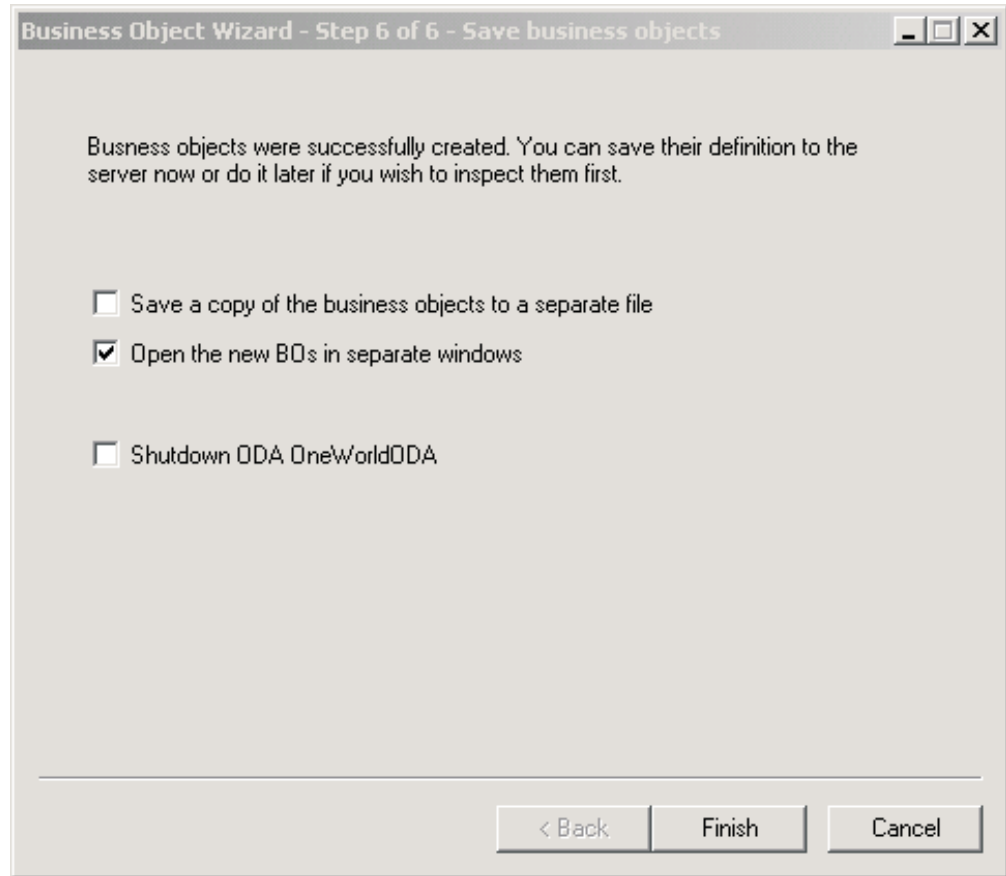 Business Object Wizard - Step 6 of 6 - Save business objects
Busness objects were successfully created. You can save their definition to the
server now or do it later if you wish to inspect them first.
Save a copy of the business objects to a separate file
Open the new BOs in separate windows
Shutdown ODA OneWorldODA
< Back
Finish
Cancel